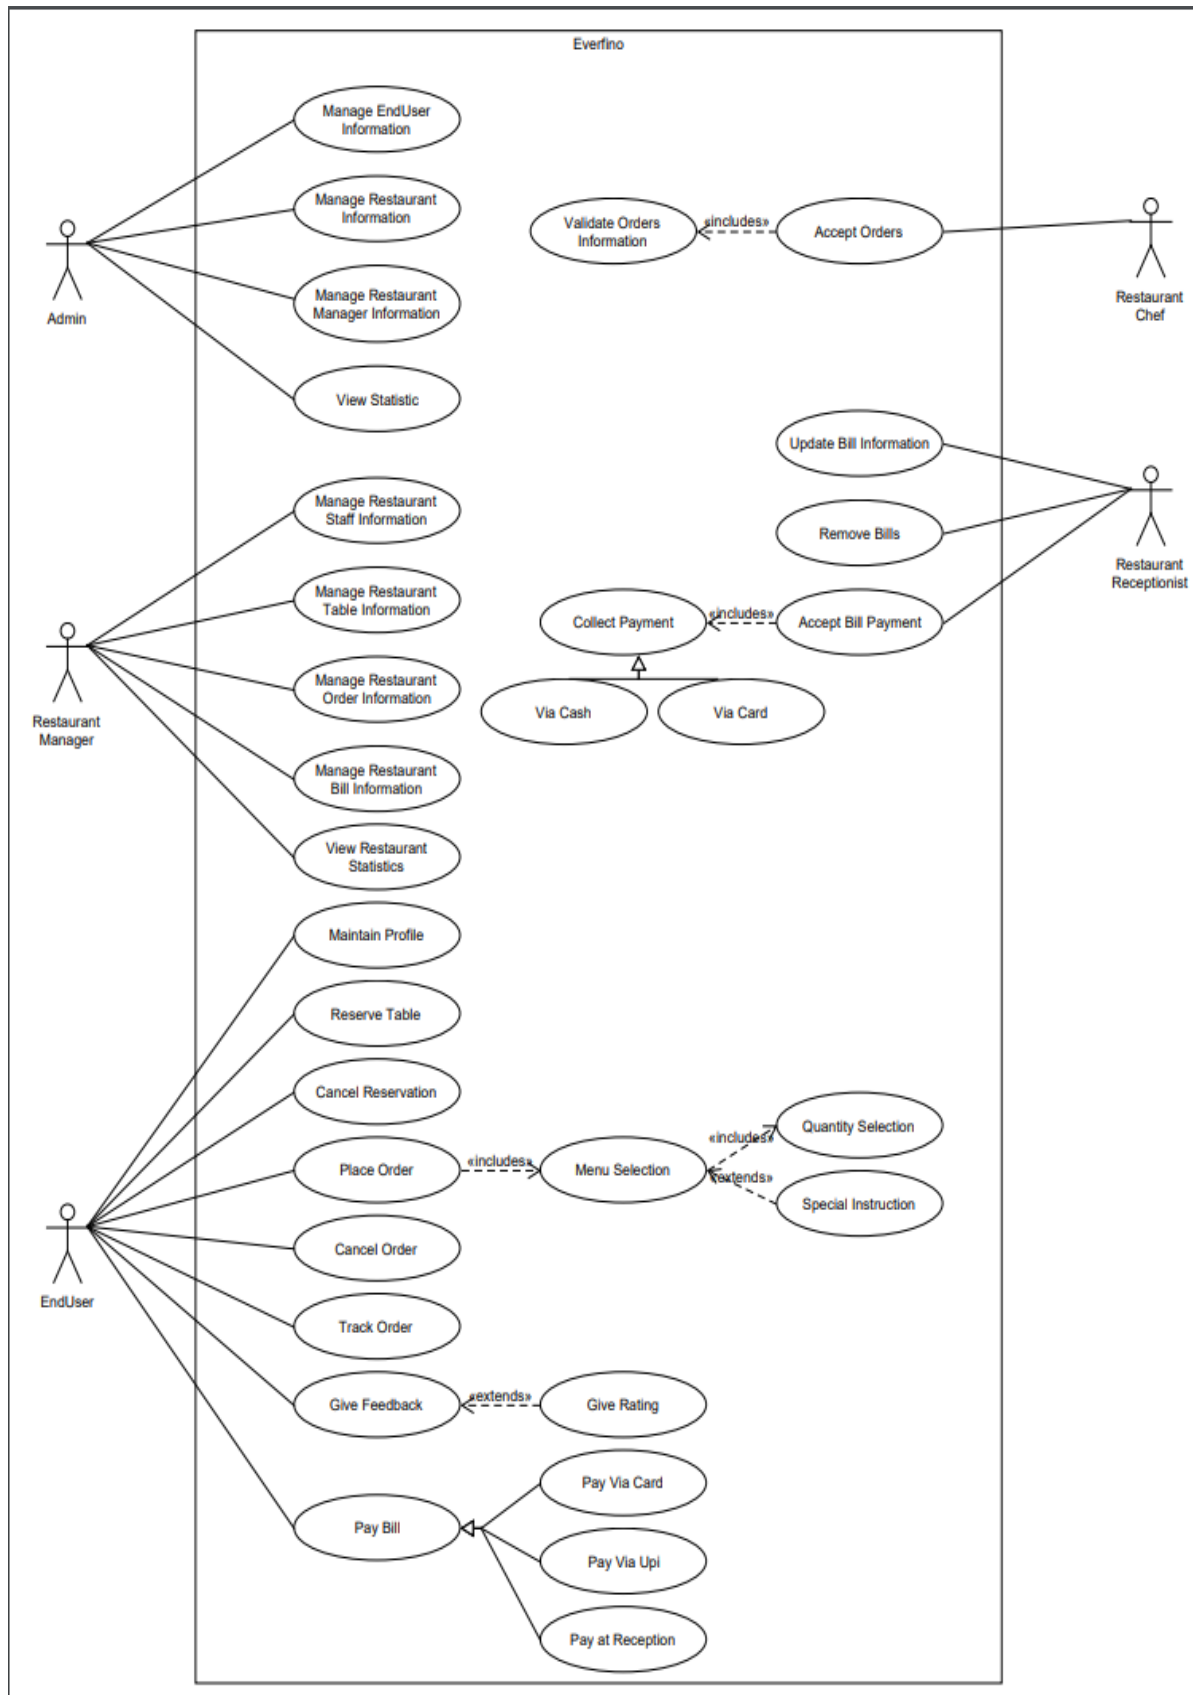 Everfino
Manage EndUser
Information
Manage Restaurant
Information
Validate Orders
Information
«includes»
Accept Orders
Admin
Manage Restaurant
Manager Information
Restaurant
Chef
View Statistic
Update Bill Information
Manage Restaurant
Staff Information
Remove Bills
Restaurant
Receptionist
Manage Restaurant
Table Information
Collect Payment
«includes»
Accept Bill Payment
Manage Restaurant
Order Information
Via Cash
Via Card
Restaurant
Manager
Manage Restaurant
Bill Information
View Restaurant
Statistics
Maintain Profile
Reserve Table
Cancel Reservation
Quantity Selection
«includes»
Place Order
«includes»
Menu Selection
«extends»
Special Instruction
Cancel Order
EndUser
Track Order
Give Feedback
«extends»
Give Rating
Pay Via Card
Pay Bill
Pay Via Upi
Pay at Reception